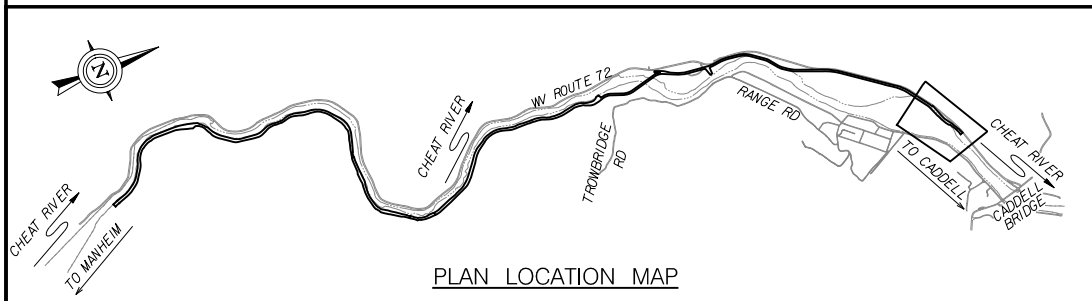 N
WV ROUTE 72
CHEAT RIVER
RANGE RD
TROWBRIDGE
RD
TO CADDELL
CHEAT RIVER
CADDELL
BRIDGE
CHEAT RIVER
TO MANHEIM
PLAN LOCATION MAP